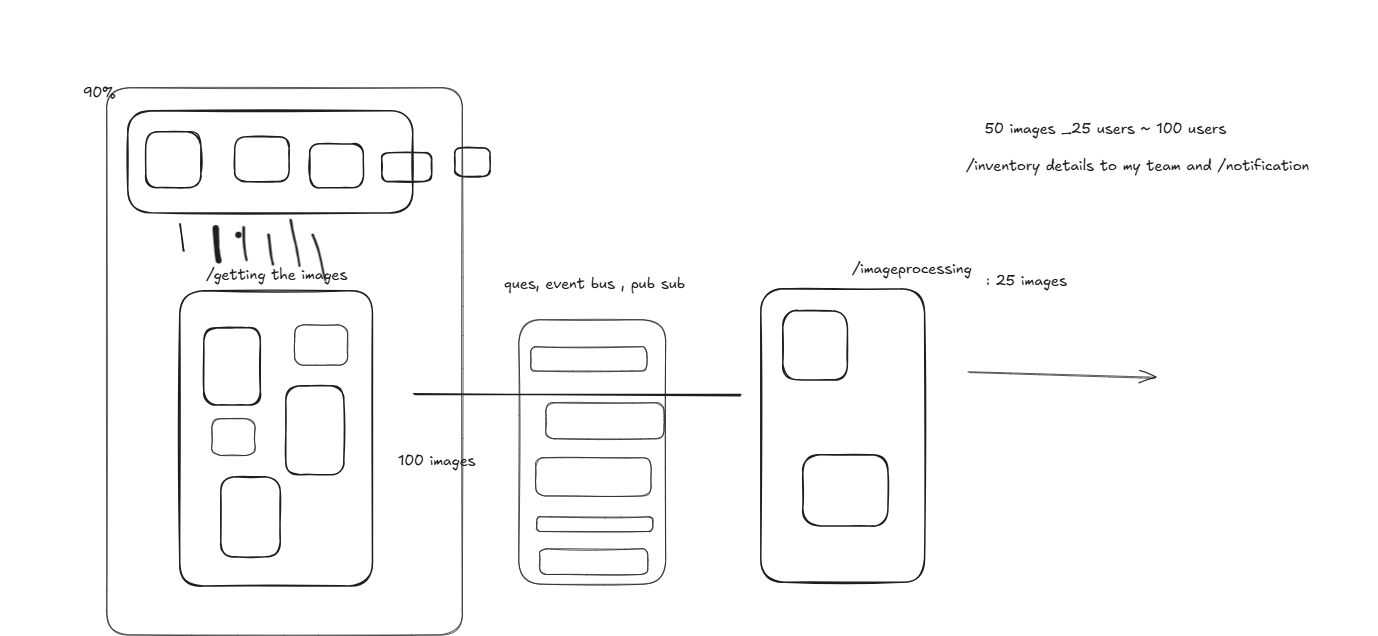 90%
50 images _25 users ~ 100 users
/inventory details to my team and /notification
/getting the images
ques, event bus , pub sub
/imageprocessing
: 25 images
100 images